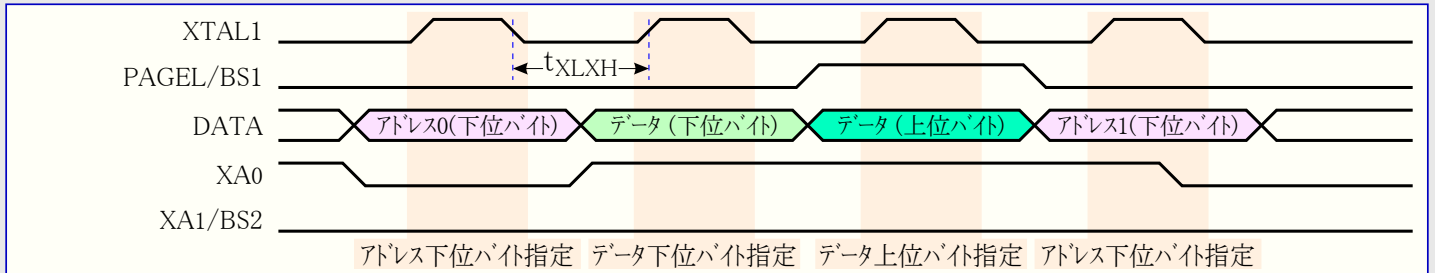 XTAL1
tXLXH
PAGEL/BS1
DATA
アドレス0(下位バイト) データ (下位バイト) データ (上位バイト) アドレス1(下位バイト)
XA0
XA1/BS2
アドレス下位バイト指定 データ下位バイト指定 データ上位バイト指定 アドレス下位バイト指定